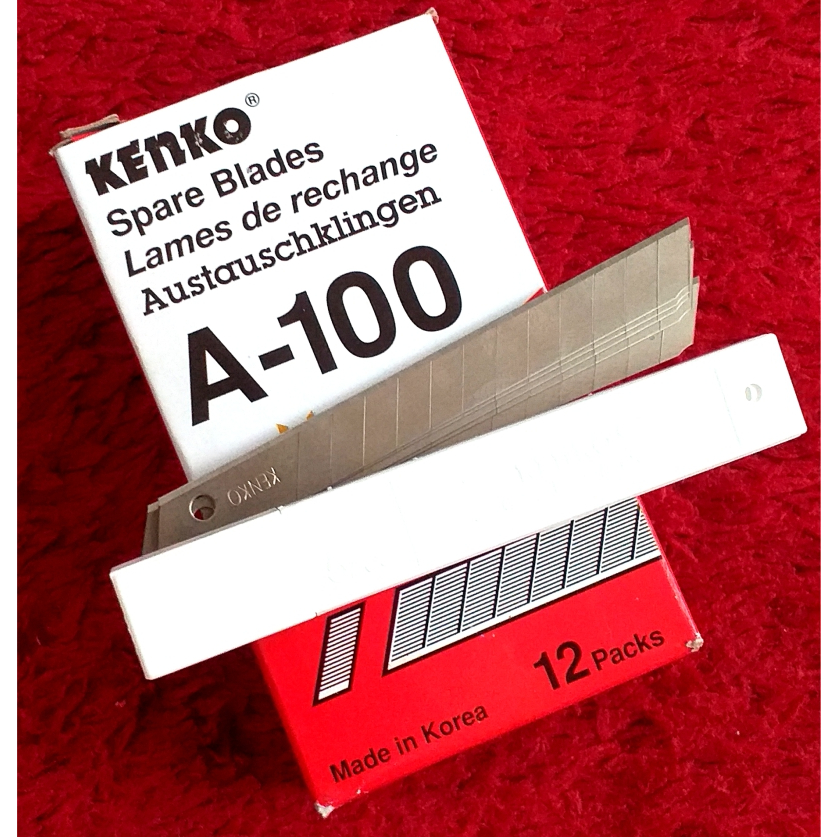 KENKO®
Spare Blades
Lames de rechange
Austauschklingen
A-100
KENKO
12 Packs
Made in Korea